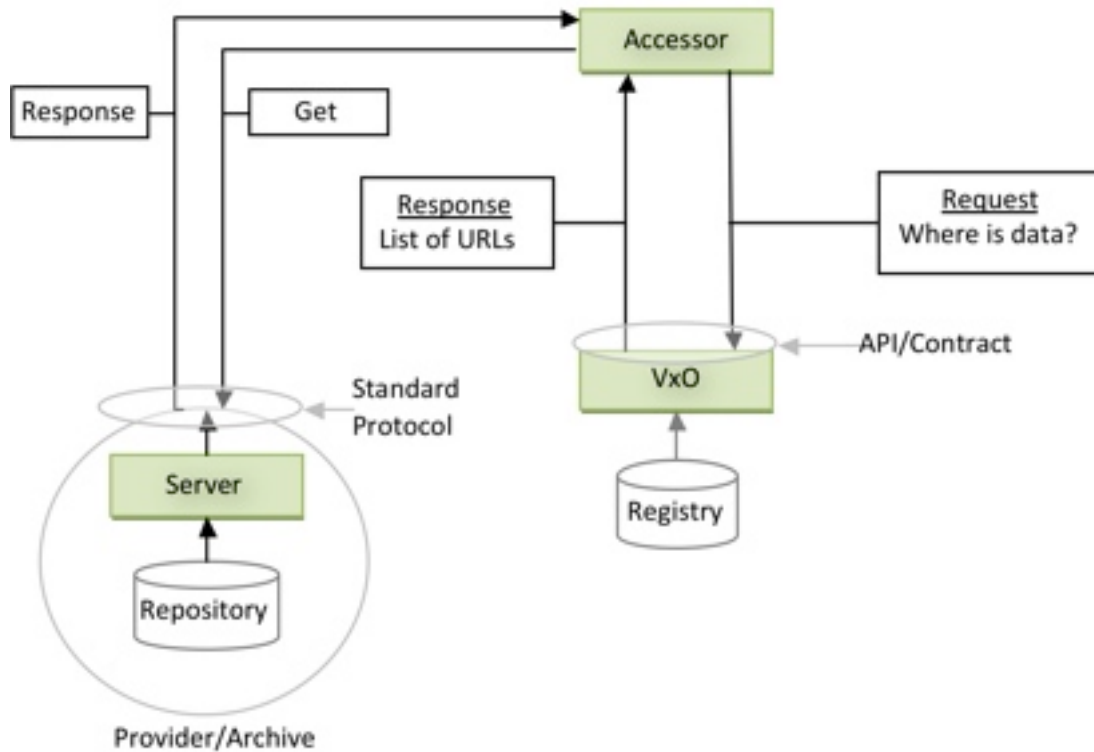 Accessor
Response
Get
Response
List of URLs
Request
Where is data?
API/Contract
VxO
Standard
Protocol
Server
Registry
Repository
Provider/Archive